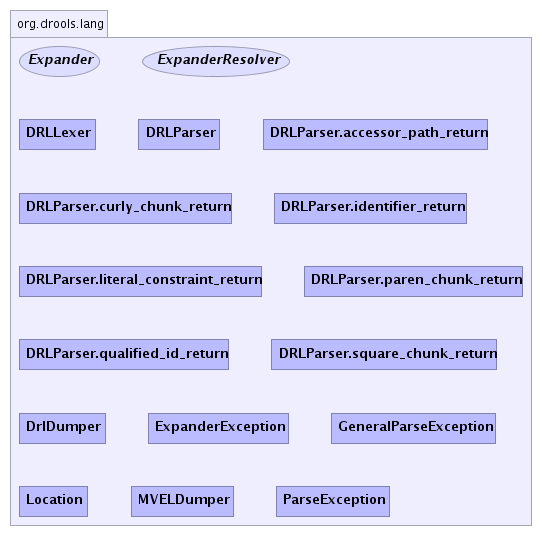 org.drools.lang
Expander ExpanderResolver
DRLLexer DRLParser DRLParser.accessor_path_return
DRLParser.curly_chunk_return DRLParser.identifier_return
DRLParser.literal_constraint_return DRLParser.paren_chunk_return
DRLParser.qualified_id_return DRLParser.square_chunk_return
DrlDumper ExpanderException GeneralParseException
Location MVELDumper ParseException